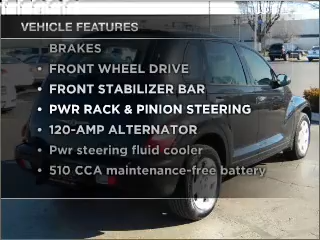 VEHICLE FEATURES
BRAKES
• FRONT WHEEL DRIVE
• FRONT STABILIZER BAR
• PWR RACK & PINION STEERING
• 120-AMP ALTERNATOR
• Pwr steering fluid cooler
• 510 CCA maintenance-free battery